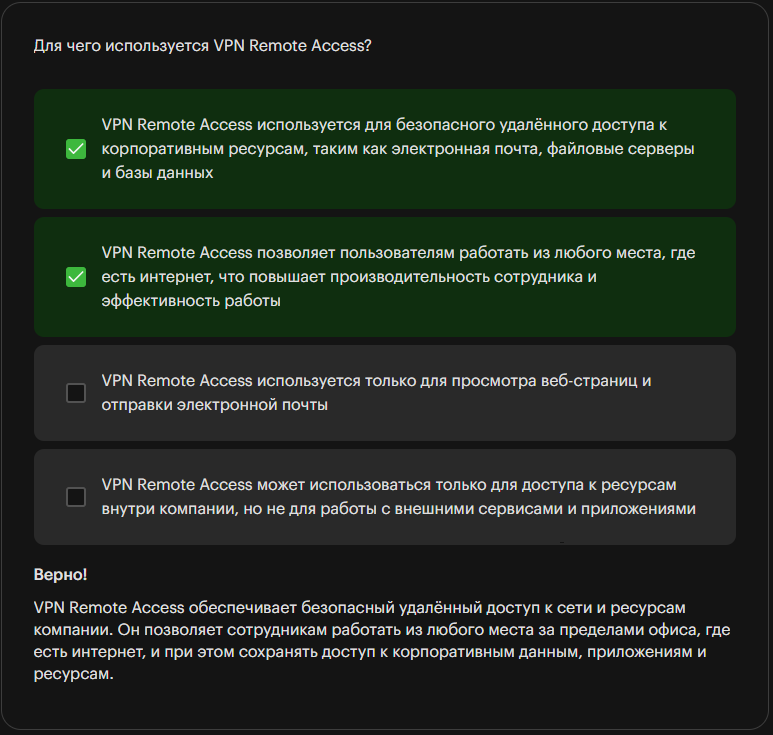 Для чего используется VPN Remote Access?
VPN Remote Access используется для безопасного удалённого доступа к
корпоративным ресурсам, таким как электронная почта, файловые серверы
и базы данных
VPN Remote Access позволяет пользователям работать из любого места, где
есть интернет, что повышает производительность сотрудника и
эффективность работы
VPN Remote Access используется только для просмотра веб-страниц и
отправки электронной почты
VPN Remote Access может использоваться только для доступа к ресурсам
внутри компании, но не для работы с внешними сервисами и приложениями
Верно!
VPN Remote Access обеспечивает безопасный удалённый доступ к сети и ресурсам
компании. Он позволяет сотрудникам работать из любого места за пределами офиса, где
есть интернет, и при этом сохранять доступ к корпоративным данным, приложениям и
ресурсам.